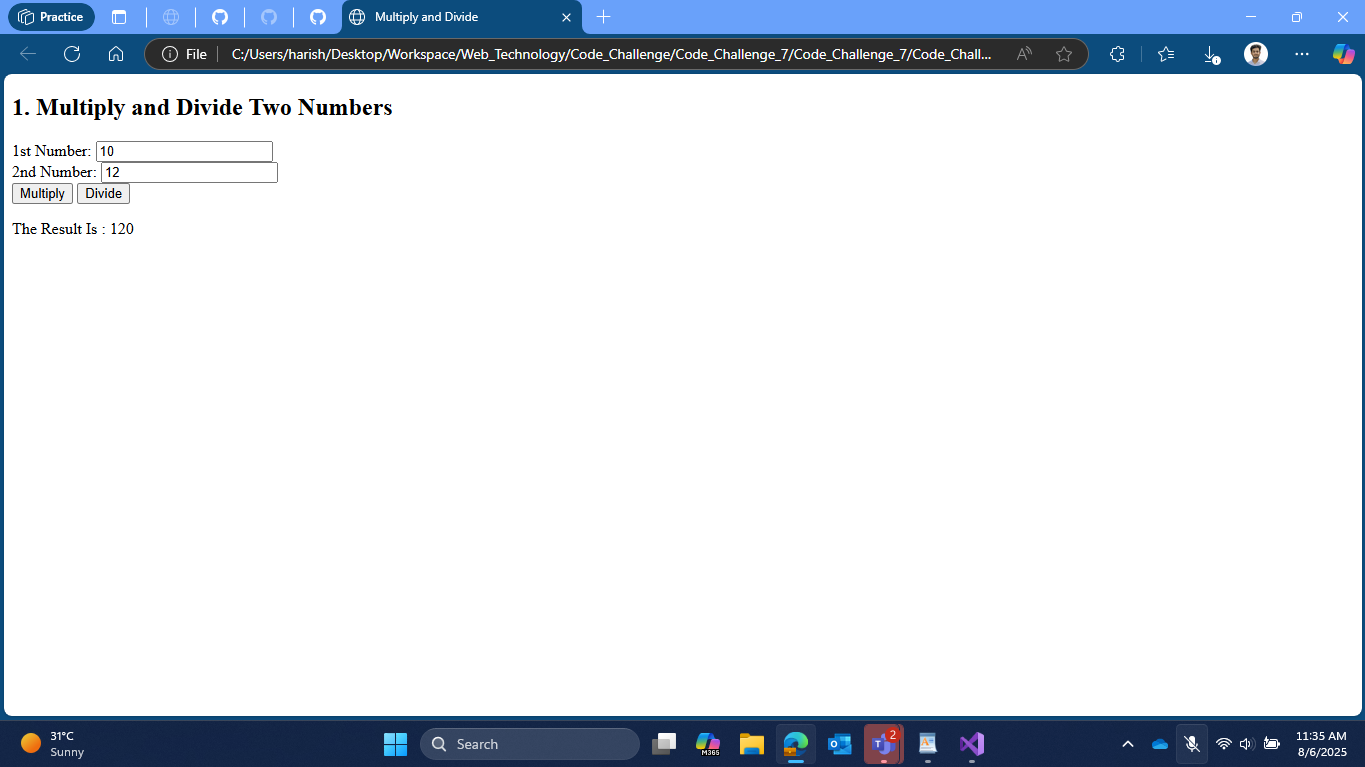 Practice
Multiply and Divide
File
C:/Users/harish/Desktop/Workspace/Web_Technology/Code_Challenge/Code_Challenge_7/Code_Challenge_7/Code_Chall...
1. Multiply and Divide Two Numbers
1st Number: 10
2nd Number: 12
Multiply Divide
The Result Is : 120
31°C
Sunny
Search
M365
2
11:35 AM
8/6/2025